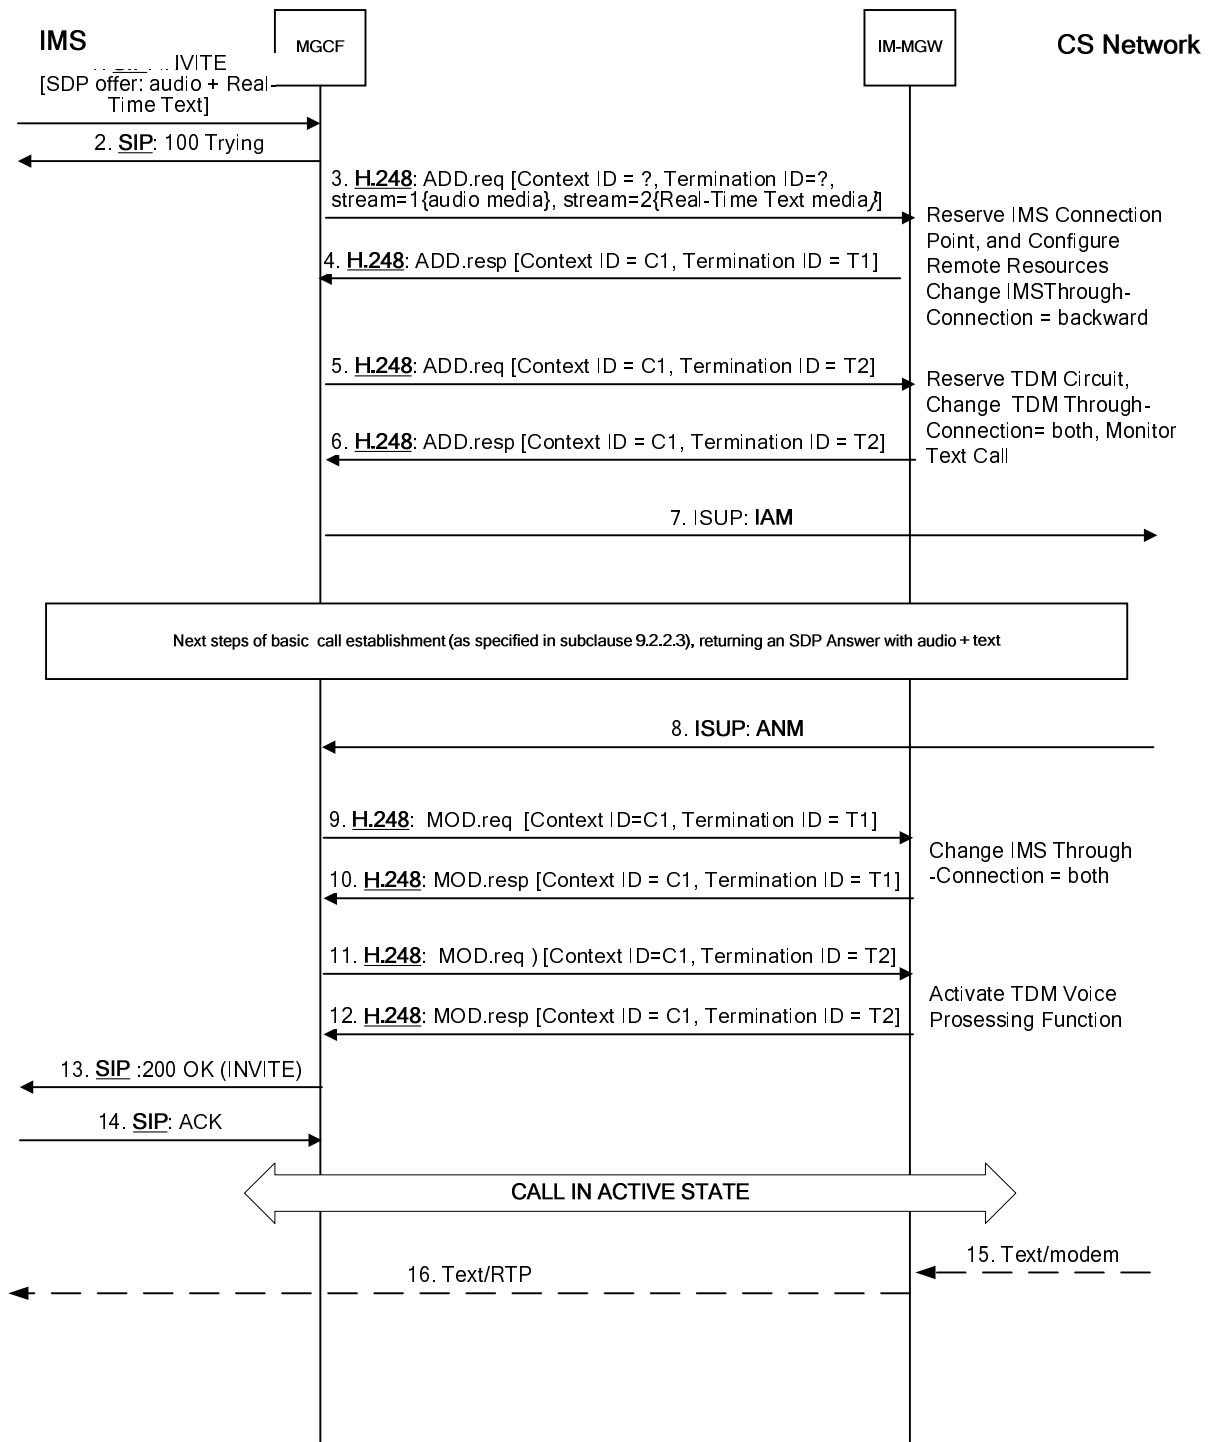 IMS
MGCF
IM-MGW
CS Network
[SDP offer: audio + Real-
Time Text]
2. SIP: 100 Trying
3. H.248: ADD.req [Context ID = ?, Termination ID=?,
stream=1{audio media}, stream=2{Real-Time Text media}]
Reserve IMS Connection
Point, and Configure
Remote Resources
Change IMSThrough-
Connection = backward
4. H.248: ADD.resp [Context ID = C1, Termination ID = T1]
5. H.248: ADD.req [Context ID = C1, Termination ID = T2]
Reserve TDM Circuit,
Change TDM Through-
Connection= both, Monitor
Text Call
6. H.248: ADD.resp [Context ID = C1, Termination ID = T2]
7. ISUP: IAM
Next steps of basic call establishment (as specified in subclause 9.2.2.3), returning an SDP Answer with audio + text
8. ISUP: ANM
9. H.248: MOD.req [Context ID=C1, Termination ID = T1]
Change IMS Through
-Connection = both
10. H.248: MOD.resp [Context ID = C1, Termination ID = T1]
11. H.248: MOD.req ) [Context ID=C1, Termination ID = T2]
Activate TDM Voice
Prosessing Function
12. H.248: MOD.resp [Context ID = C1, Termination ID = T2]
13. SIP :200 OK (INVITE)
14. SIP: ACK
CALL IN ACTIVE STATE
15. Text/modem
16. Text/RTP